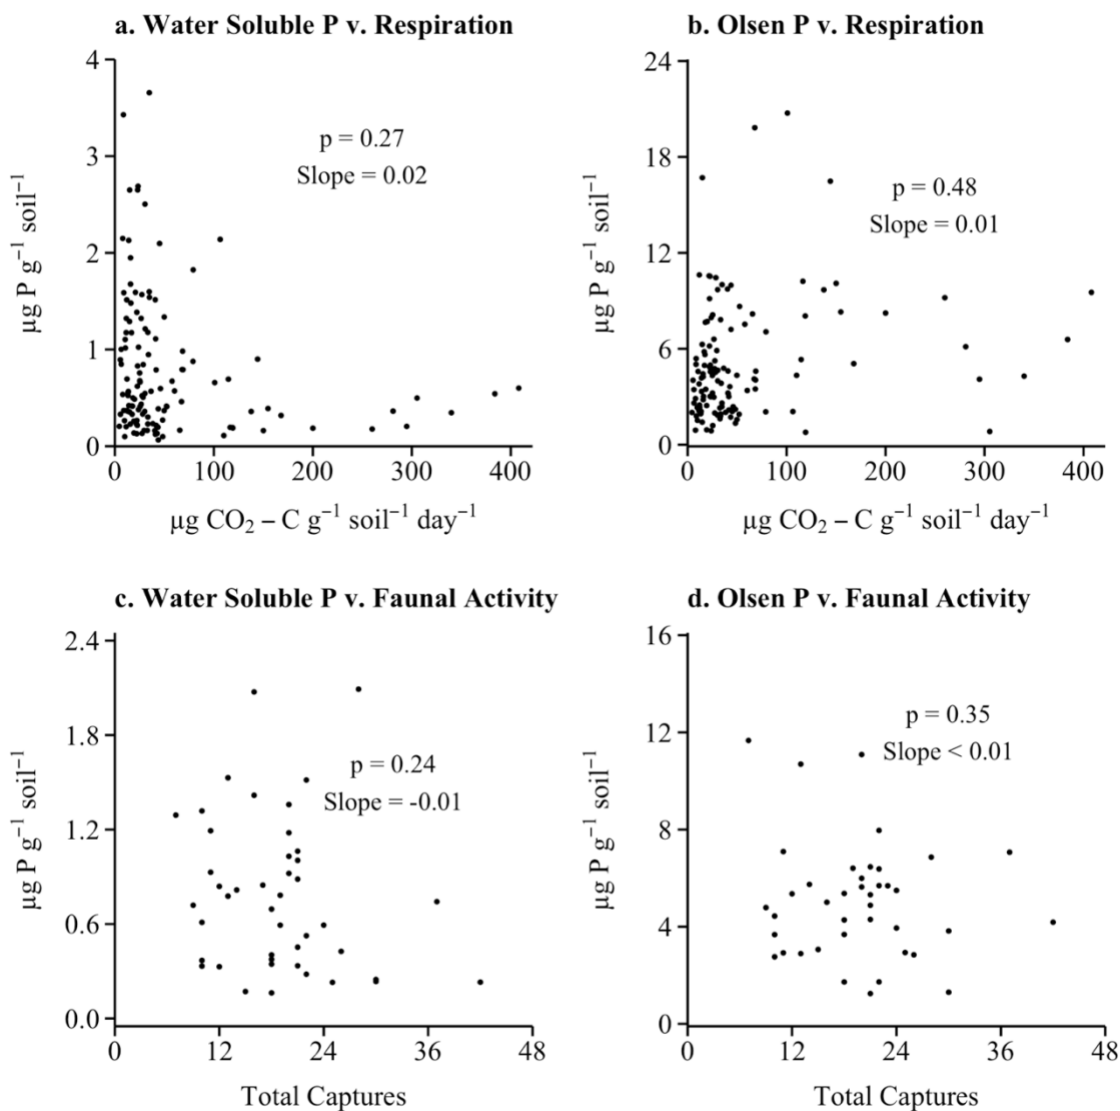 a. Water Soluble P v. Respiration
4
3
2
1
0
µg P g⁻¹ soil⁻¹
p = 0.27
Slope = 0.02
0 100 200 300 400
µg CO₂ – C g⁻¹ soil⁻¹ day⁻¹
b. Olsen P v. Respiration
24
18
12
6
0
µg P g⁻¹ soil⁻¹
p = 0.48
Slope = 0.01
0 100 200 300 400
µg CO₂ – C g⁻¹ soil⁻¹ day⁻¹
c. Water Soluble P v. Faunal Activity
2.4
1.8
1.2
0.6
0.0
µg P g⁻¹ soil⁻¹
p = 0.24
Slope = -0.01
0 12 24 36 48
Total Captures
d. Olsen P v. Faunal Activity
16
12
8
4
0
µg P g⁻¹ soil⁻¹
p = 0.35
Slope < 0.01
0 12 24 36 48
Total Captures